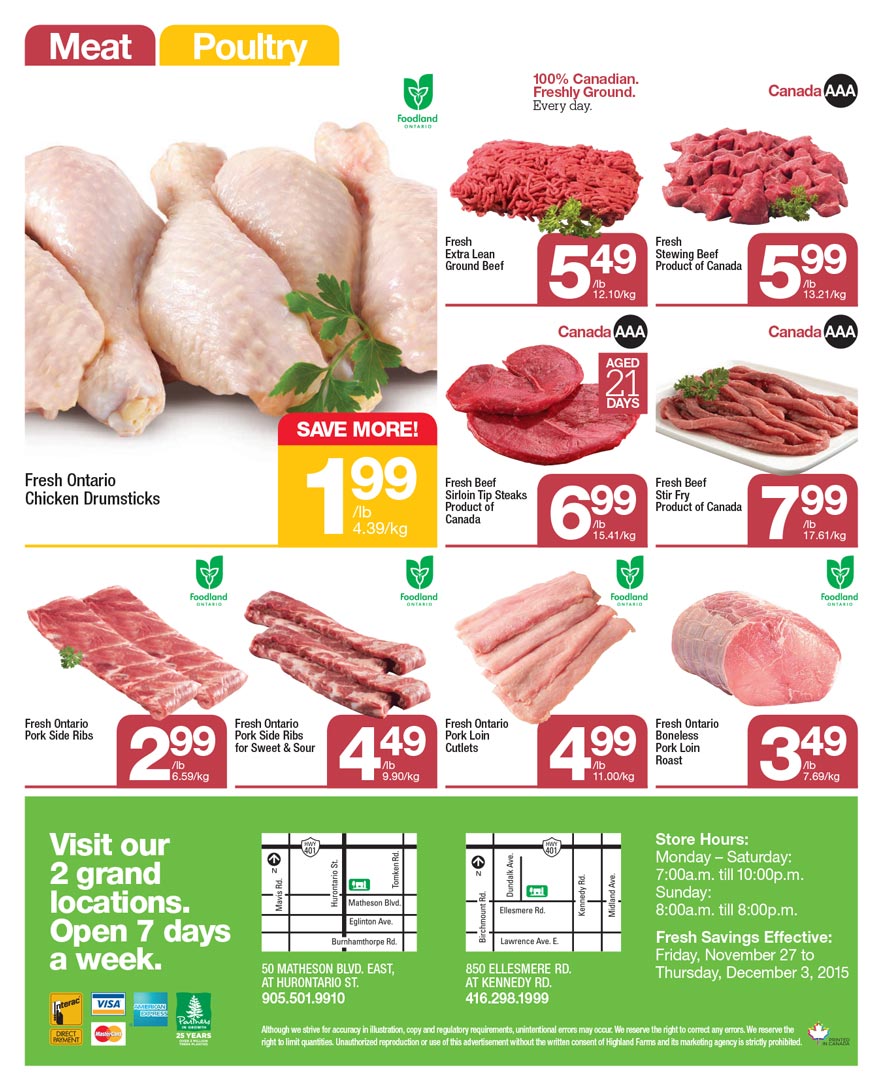 Meat
Poultry
Foodland
ONTARIO
100% Canadian.
Freshly Ground.
Every day.
Canada AAA
Fresh
Extra Lean
Ground Beef
5.49
/lb
12.10/kg
Fresh
Stewing Beef
Product of Canada
5.99
/lb
13.21/kg
Canada AAA
AGED
21
DAYS
Canada AAA
SAVE MORE!
Fresh Ontario
Chicken Drumsticks
1.99
/lb
4.39/kg
Fresh Beef
Sirloin Tip Steaks
Product of
Canada
6.99
/lb
15.41/kg
Fresh Beef
Stir Fry
Product of Canada
7.99
/lb
17.61/kg
Foodland
ONTARIO
Foodland
ONTARIO
Foodland
ONTARIO
Foodland
ONTARIO
Fresh Ontario
Pork Side Ribs
2.99
/lb
6.59/kg
Fresh Ontario
Pork Side Ribs
for Sweet & Sour
4.49
/lb
9.90/kg
Fresh Ontario
Pork Loin
Cutlets
4.99
/lb
11.00/kg
Fresh Ontario
Boneless
Pork Loin
Roast
3.49
/lb
7.69/kg
Visit our
2 grand
locations.
Open 7 days
a week.
HWY
401
N
Mavis Rd.
Hurontario St.
Tomken Rd.
Matheson Blvd.
Eglinton Ave.
Burnhamthorpe Rd.
50 MATHESON BLVD. EAST,
AT HURONTARIO ST.
905.501.9910
HWY
401
N
Birchmount Rd.
Dundalk Ave.
Kennedy Rd.
Midland Ave.
Ellesmere Rd.
Lawrence Ave. E.
850 ELLESMERE RD.
AT KENNEDY RD.
416.298.1999
Store Hours:
Monday – Saturday:
7:00a.m. till 10:00p.m.
Sunday:
8:00a.m. till 8:00p.m.
Fresh Savings Effective:
Friday, November 27 to
Thursday, December 3, 2015
Interac
DIRECT
PAYMENT
VISA
MasterCard
AMERICAN
EXPRESS
Partners
IN GROWTH
25 YEARS
Although we strive for accuracy in illustration, copy and regulatory requirements, unintentional errors may occur. We reserve the right to correct any errors. We reserve the
right to limit quantities. Unauthorized reproduction or use of this advertisement without the written consent of Highland Farms and its marketing agency is strictly prohibited.
PRINTED
IN CANADA